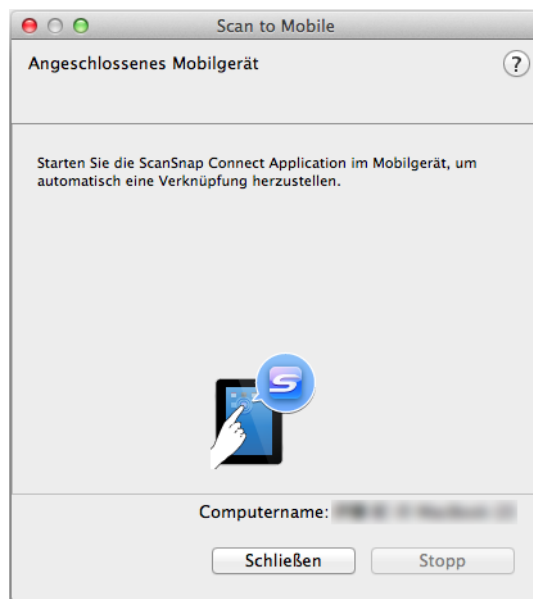 Scan to Mobile
Angeschlossenes Mobilgerät
?
Starten Sie die ScanSnap Connect Application im Mobilgerät, um
automatisch eine Verknüpfung herzustellen.
S
Computername:
Schließen
Stopp